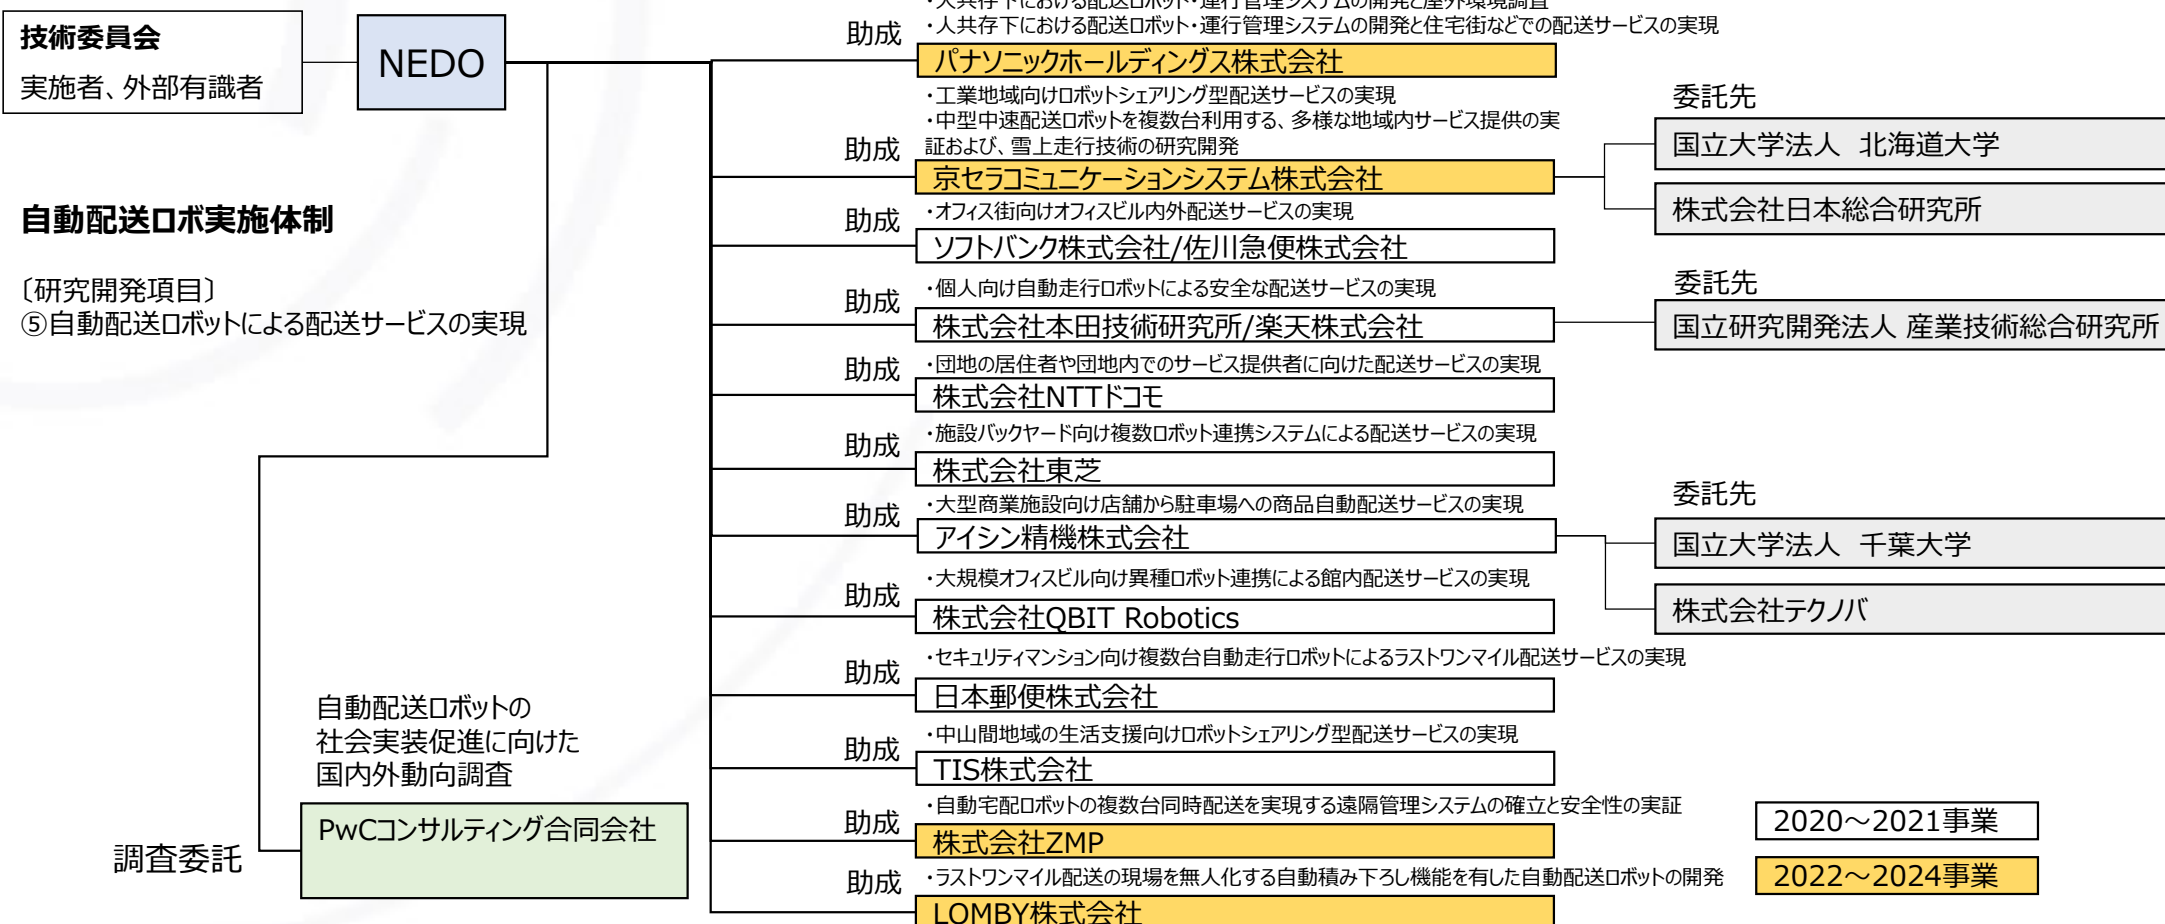 技術委員会
実施者、外部有識者
NEDO
自動配送ロボ実施体制
〔研究開発項目〕
⑤自動配送ロボットによる配送サービスの実現
・人共存下における配送ロボット・運行管理システムの開発と屋外環境調査
・人共存下における配送ロボット・運行管理システムの開発と住宅街などでの配送サービスの実現
助成
パナソニックホールディングス株式会社
・工業地域向けロボットシェアリング型配送サービスの実現
・中型中速配送ロボットを複数台利用する、多様な地域内サービス提供の実
証および、雪上走行技術の研究開発
助成
京セラコミュニケーションシステム株式会社
委託先
国立大学法人 北海道大学
株式会社日本総合研究所
助成
・オフィス街向けオフィスビル内外配送サービスの実現
ソフトバンク株式会社/佐川急便株式会社
助成
・個人向け自動走行ロボットによる安全な配送サービスの実現
株式会社本田技術研究所/楽天株式会社
委託先
国立研究開発法人 産業技術総合研究所
助成
・団地の居住者や団地内でのサービス提供者に向けた配送サービスの実現
株式会社NTTドコモ
助成
・施設バックヤード向け複数ロボット連携システムによる配送サービスの実現
株式会社東芝
助成
・大型商業施設向け店舗から駐車場への商品自動配送サービスの実現
アイシン精機株式会社
委託先
国立大学法人 千葉大学
株式会社テクノバ
助成
・大規模オフィスビル向け異種ロボット連携による館内配送サービスの実現
株式会社QBIT Robotics
助成
・セキュリティマンション向け複数台自動走行ロボットによるラストワンマイル配送サービスの実現
日本郵便株式会社
助成
・中山間地域の生活支援向けロボットシェアリング型配送サービスの実現
TIS株式会社
助成
・自動宅配ロボットの複数台同時配送を実現する遠隔管理システムの確立と安全性の実証
株式会社ZMP
助成
・ラストワンマイル配送の現場を無人化する自動積み下ろし機能を有した自動配送ロボットの開発
LOMBY株式会社
自動配送ロボットの
社会実装促進に向けた
国内外動向調査
PwCコンサルティング合同会社
調査委託
2020～2021事業
2022～2024事業